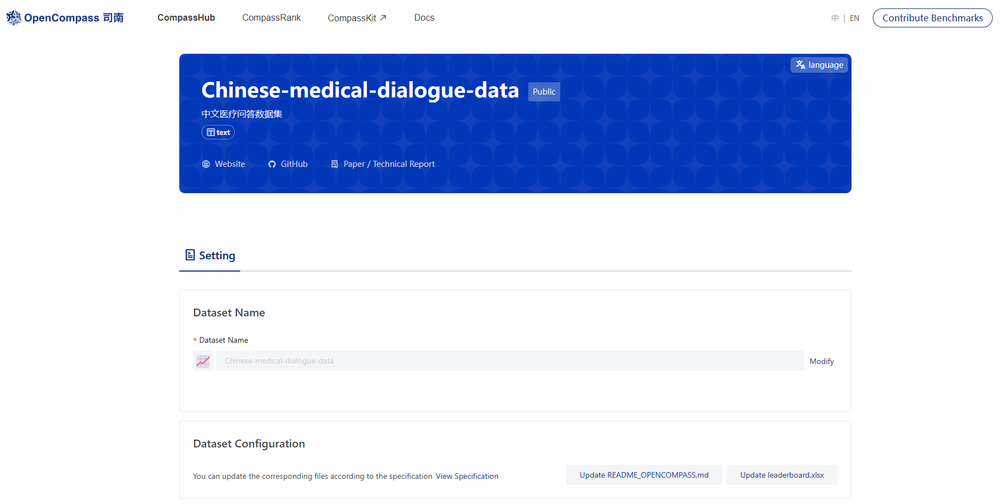 OpenCompass 司南
CompassHub
CompassRank
CompassKit
Docs
中 | EN
Contribute Benchmarks
language
Chinese-medical-dialogue-data
Public
中文医疗问答数据集
text
Website
GitHub
Paper / Technical Report
Setting
Dataset Name
* Dataset Name
Chinese-medical-dialogue-data
Modify
Dataset Configuration
You can update the corresponding files according to the specification View Specification
Update README_OPENCOMPASS.md
Update leaderboard.xlsx